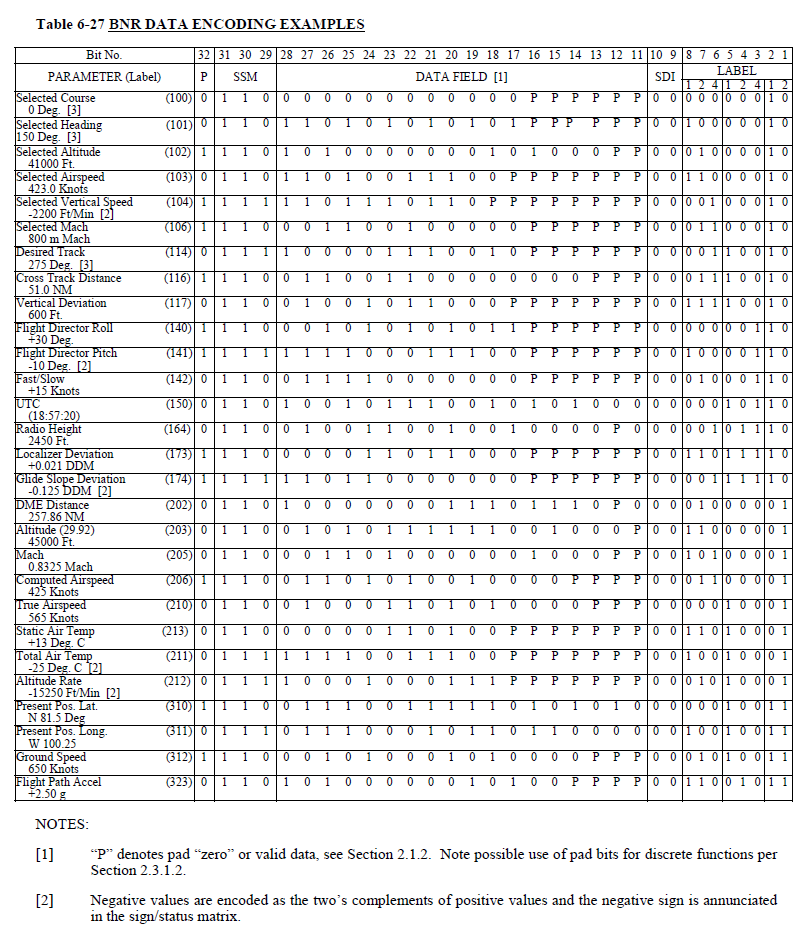 Table 6-27 BNR DATA ENCODING EXAMPLES
Bit No. 32 31 30 29 28 27 26 25 24 23 22 21 20 19 18 17 16 15 14 13 12 11 10 9 8 7 6 5 4 3 2 1
PARAMETER (Label) P SSM DATA FIELD [1] SDI LABEL
1 2 4 1 2 4 1 2
Selected Course (100) 0 1 1 0 0 0 0 0 0 0 0 0 0 0 0 0 P P P P P P 0 0 0 0 0 0 0 0 1 0
0 Deg. [3]
Selected Heading (101) 0 1 1 0 1 1 0 1 0 1 0 1 0 1 0 1 P P P P P P 0 0 1 0 0 0 0 0 1 0
150 Deg. [3]
Selected Altitude (102) 1 1 1 0 1 0 1 0 0 0 0 0 0 1 0 1 0 0 0 P P 0 0 0 1 0 0 0 0 1 0
41000 Ft.
Selected Airspeed (103) 0 1 1 0 1 1 0 1 0 0 1 1 1 0 0 P P P P P P P 0 0 1 1 0 0 0 0 1 0
423.0 Knots
Selected Vertical Speed (104) 1 1 1 1 1 1 0 1 1 1 0 1 1 0 P P P P P P P P 0 0 0 0 1 0 0 0 1 0
-2200 Ft/Min [2]
Selected Mach (106) 1 1 1 0 0 0 1 1 0 0 1 0 0 0 0 0 P P P P P P 0 0 0 1 1 0 0 0 1 0
800 m Mach
Desired Track (114) 0 1 1 1 1 0 0 0 0 1 1 1 0 0 1 0 P P P P P P 0 0 0 0 1 1 0 0 1 0
275 Deg. [3]
Cross Track Distance (116) 1 1 1 0 0 1 1 0 0 1 1 0 0 0 0 0 0 0 0 P P P 0 0 0 1 1 1 0 0 1 0
51.0 NM
Vertical Deviation (117) 0 1 1 0 0 1 0 0 1 0 1 1 0 0 0 P P P P P P P 0 0 1 1 1 1 0 0 1 0
600 Ft.
Flight Director Roll (140) 1 1 1 0 0 0 1 0 1 0 1 0 1 0 1 1 P P P P P P 0 0 0 0 0 0 0 1 1 0
+30 Deg.
Flight Director Pitch (141) 1 1 1 1 1 1 1 1 0 0 0 1 1 1 0 0 P P P P P P 0 0 1 0 0 0 0 1 1 0
-10 Deg. [2]
Fast/Slow (142) 0 1 1 0 0 1 1 1 1 0 0 0 0 0 0 0 P P P P P P 0 0 0 1 0 0 0 1 1 0
+15 Knots
UTC (150) 0 1 1 0 1 0 0 1 0 1 1 1 0 0 1 0 1 0 1 0 0 0 0 0 0 0 0 1 0 1 1 0
(18:57:20)
Radio Height (164) 0 1 1 0 0 1 0 0 1 1 0 0 1 0 0 1 0 0 0 0 P 0 0 0 0 0 1 0 1 1 1 0
2450 Ft.
Localizer Deviation (173) 1 1 1 0 0 0 1 0 1 1 0 1 1 0 0 0 P P P P P P 0 0 1 1 0 1 1 1 1 0
+0.021 DDM
Glide Slope Deviation (174) 1 1 1 1 1 1 0 1 1 0 0 0 0 0 0 0 P P P P P P 0 0 0 0 1 1 1 1 1 0
-0.125 DDM [2]
DME Distance (202) 0 1 1 0 1 0 0 0 0 0 0 0 1 1 1 0 1 1 1 0 P 0 0 0 0 1 0 0 0 0 0 1
257.86 NM
Altitude (29.92) (203) 0 1 1 0 0 1 0 1 0 1 1 1 1 1 1 0 0 1 0 0 0 P 0 0 1 1 0 0 0 0 0 1
45000 Ft.
Mach (205) 0 1 1 0 0 0 1 1 0 1 0 0 0 0 0 0 1 0 0 0 P P 0 0 1 0 1 0 0 0 0 1
0.8325 Mach
Computed Airspeed (206) 1 1 1 0 0 1 1 0 1 0 1 0 0 1 0 0 0 0 P P P P 0 0 0 1 1 0 0 0 0 1
425 Knots
True Airspeed (210) 0 1 1 0 0 1 0 0 0 1 1 0 1 0 1 0 0 0 0 P P P 0 0 0 0 0 1 0 0 0 1
565 Knots
Static Air Temp (213) 0 1 1 0 0 0 0 0 0 1 1 0 1 0 0 P P P P P P P 0 0 1 1 0 1 0 0 0 1
+13 Deg. C
Total Air Temp (211) 0 1 1 1 1 1 1 1 0 0 1 1 1 0 0 P P P P P P P 0 0 1 0 0 1 0 0 0 1
-25 Deg. C [2]
Altitude Rate (212) 0 1 1 1 1 0 0 0 1 0 0 0 1 1 1 P P P P P P P 0 0 0 1 0 1 0 0 0 1
-15250 Ft/Min [2]
Present Pos. Lat. (310) 1 1 1 0 0 1 1 1 0 0 1 1 1 1 1 1 0 1 0 1 0 1 0 0 0 0 0 0 1 0 0 1 1
N 81.5 Deg
Present Pos. Long. (311) 0 1 1 1 0 1 1 1 0 0 0 1 0 1 1 0 1 1 0 0 0 0 0 0 1 0 0 1 0 0 1 1
W 100.25
Ground Speed (312) 1 1 1 0 0 0 1 0 1 0 0 0 1 0 1 0 0 0 0 P P P 0 0 0 1 0 1 0 0 1 1
650 Knots
Flight Path Accel (323) 0 1 1 0 1 0 1 0 0 0 0 0 0 1 0 1 0 0 P P P P 0 0 1 1 0 0 1 0 1 1
+2.50 g
NOTES:
[1] “P” denotes pad “zero” or valid data, see Section 2.1.2. Note possible use of pad bits for discrete functions per
Section 2.3.1.2.
[2] Negative values are encoded as the two’s complements of positive values and the negative sign is annunciated
in the sign/status matrix.